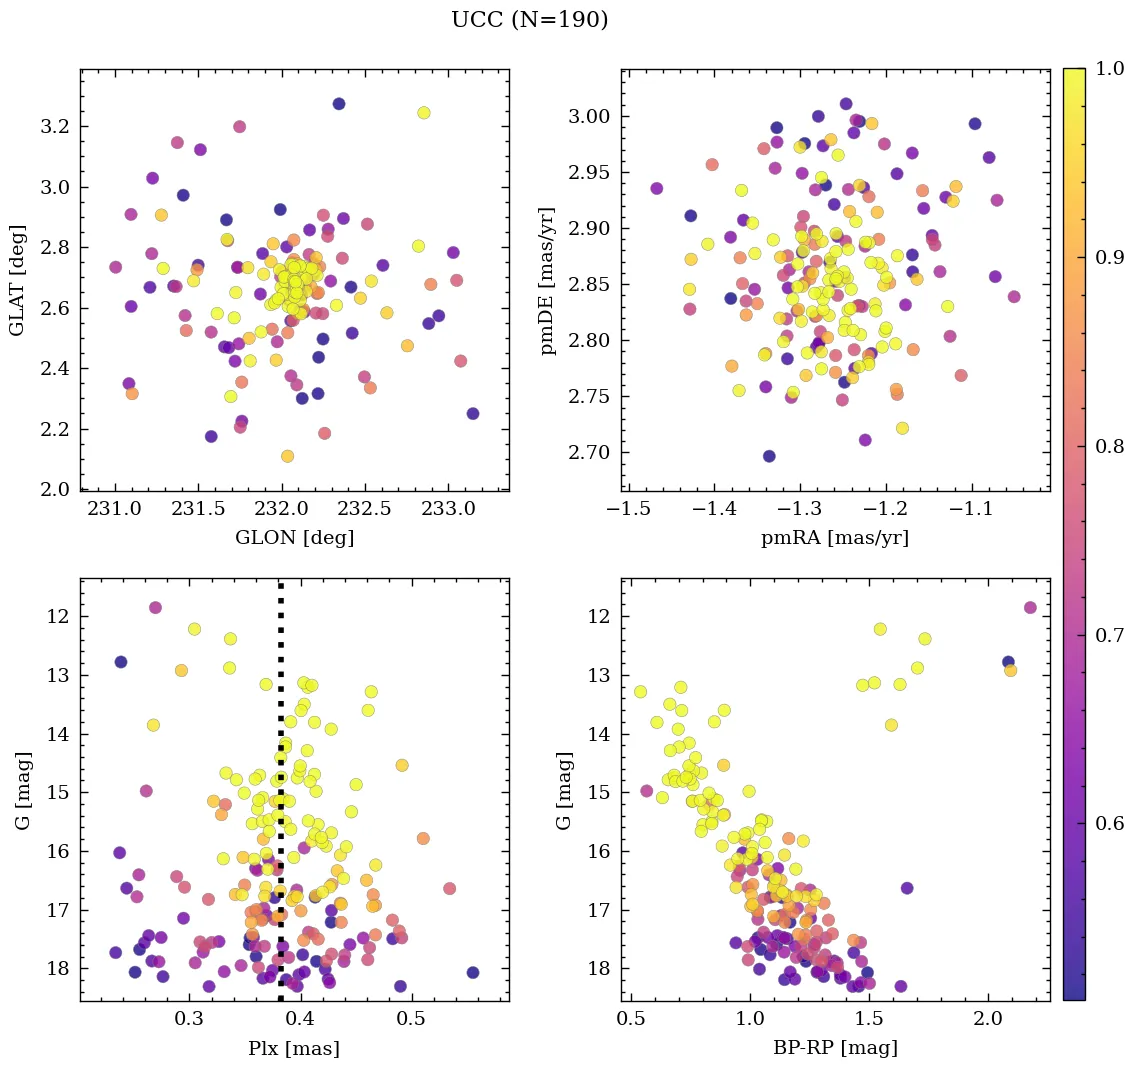 UCC (N=190)
3.2
3.0
2.8
2.6
2.4
2.2
2.0
GLAT [deg]
231.0 231.5 232.0 232.5 233.0
GLON [deg]
3.00
2.95
2.90
2.85
2.80
2.75
2.70
pmDE [mas/yr]
−1.5 −1.4 −1.3 −1.2 −1.1
pmRA [mas/yr]
1.0
0.9
0.8
0.7
0.6
12
13
14
15
16
17
18
G [mag]
0.3 0.4 0.5
Plx [mas]
12
13
14
15
16
17
18
G [mag]
0.5 1.0 1.5 2.0
BP-RP [mag]